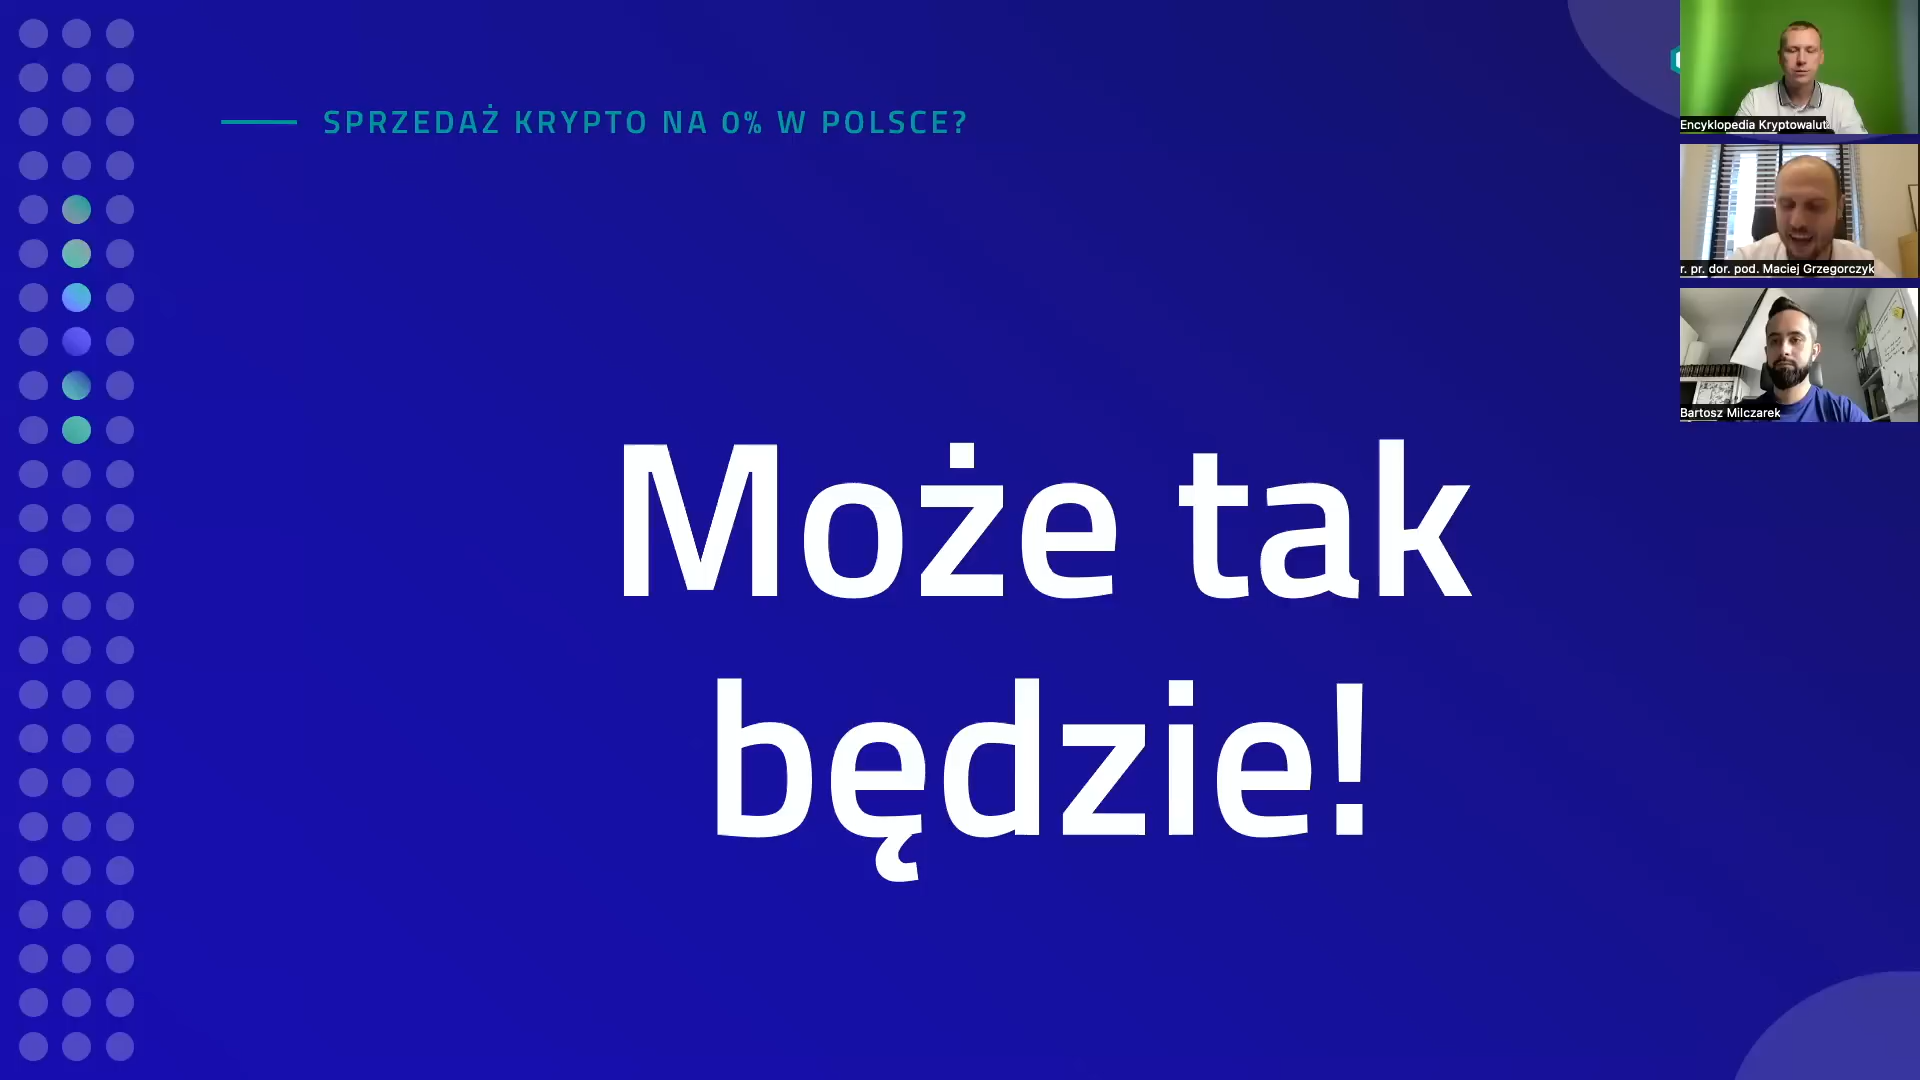 SPRZEDAŻ KRYPTO NA 0% W POLSCE?
Może tak
będzie!
Encyklopedia Kryptowalut
r. pr. dor. pod. Maciej Grzegorczyk
Bartosz Milczarek